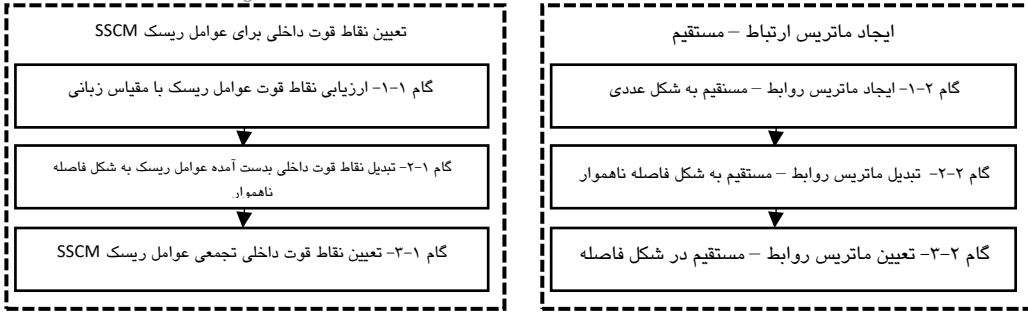 ایجاد ماتریس ارتباط – مستقیم
گام ۲-۱- ایجاد ماتریس روابط – مسنقیم به شکل عددی
گام ۲-۲- تبدیل ماتریس روابط – مستقیم به شکل فاصله ناهموار
گام ۲-۳- تعیین ماتریس روابط – مستقیم در شکل فاصله
تعیین نقاط قوت داخلی برای عوامل ریسک SSCM
گام ۱-۱- ارزیابی نقاط قوت عوامل ریسک با مقیاس زبانی
گام ۱-۲- تبدیل نقاط قوت داخلی بدست آمده عوامل ریسک به شکل فاصله
ناهموار
گام ۱-۳- تعیین نقاط قوت داخلی تجمعی عوامل ریسک SSCM